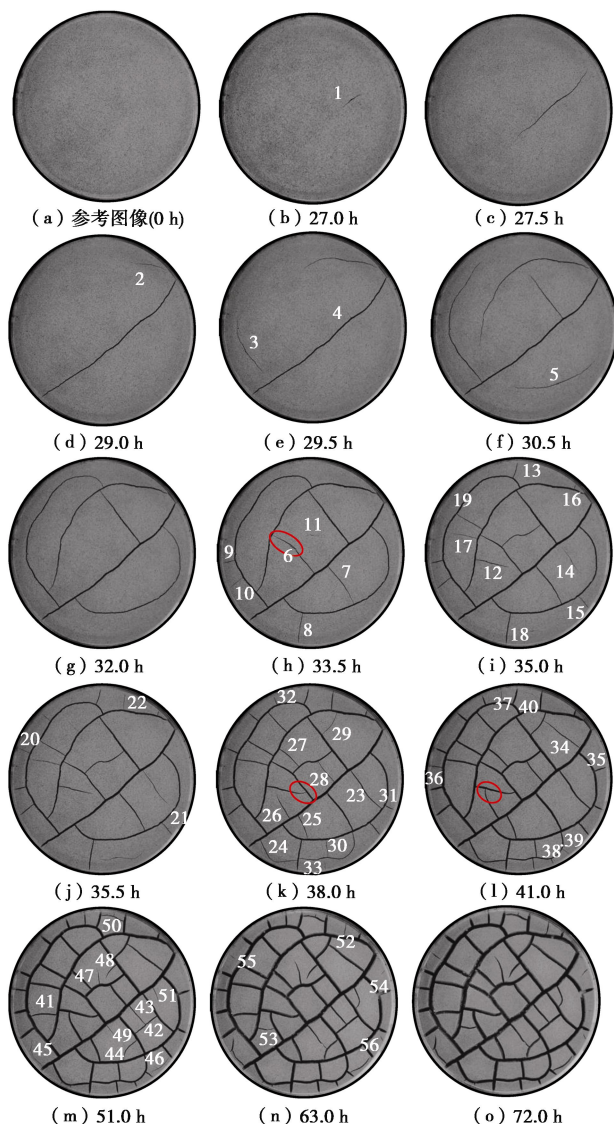 1
(a)参考图像(0 h) (b)27.0 h (c)27.5 h
2 3 4 5
(d)29.0 h (e)29.5 h (f)30.5 h
9 10 11 6 7 8 19 13 16 17 12 14 15 18
(g)32.0 h (h)33.5 h (i)35.0 h
20 22 21 32 27 29 28 23 31 26 25 24 30 33 37 40 34 35 36 38 39
(j)35.5 h (k)38.0 h (l)41.0 h
50 48 47 41 43 51 42 49 45 44 46 52 55 54 53 56
(m)51.0 h (n)63.0 h (o)72.0 h